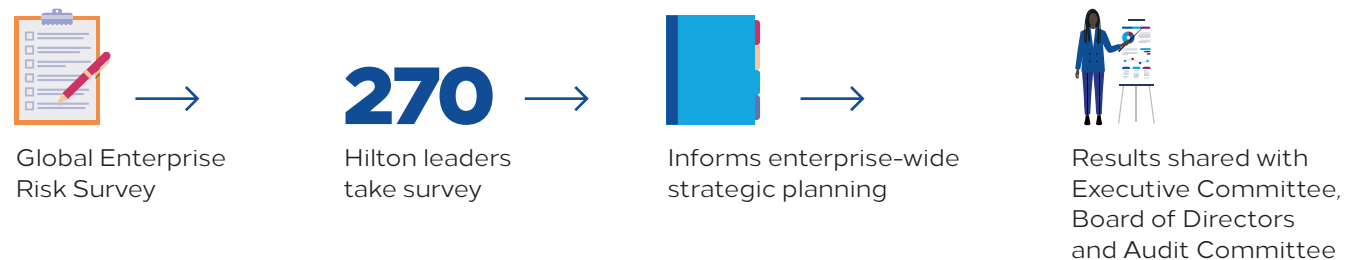 Global Enterprise
Risk Survey
270
Hilton leaders
take survey
Informs enterprise-wide
strategic planning
Results shared with
Executive Committee,
Board of Directors
and Audit Committee